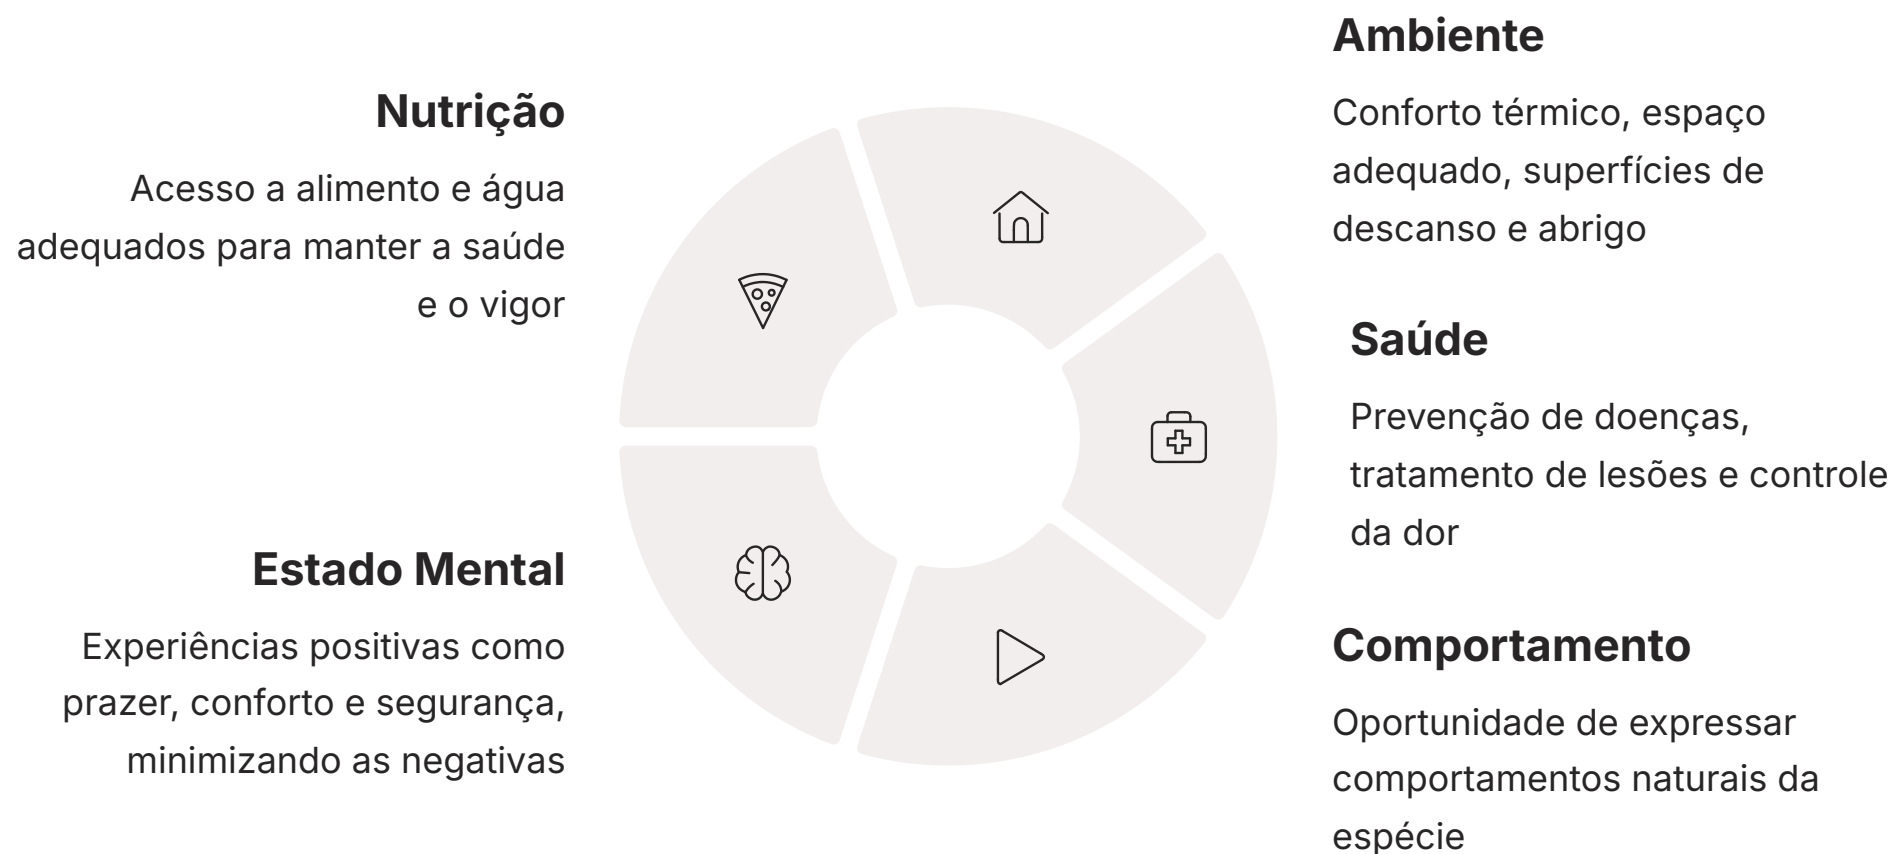 Nutrição
Acesso a alimento e água
adequados para manter a saúde
e o vigor
Ambiente
Conforto térmico, espaço
adequado, superfícies de
descanso e abrigo
Saúde
Prevenção de doenças,
tratamento de lesões e controle
da dor
Comportamento
Oportunidade de expressar
comportamentos naturais da
espécie
Estado Mental
Experiências positivas como
prazer, conforto e segurança,
minimizando as negativas